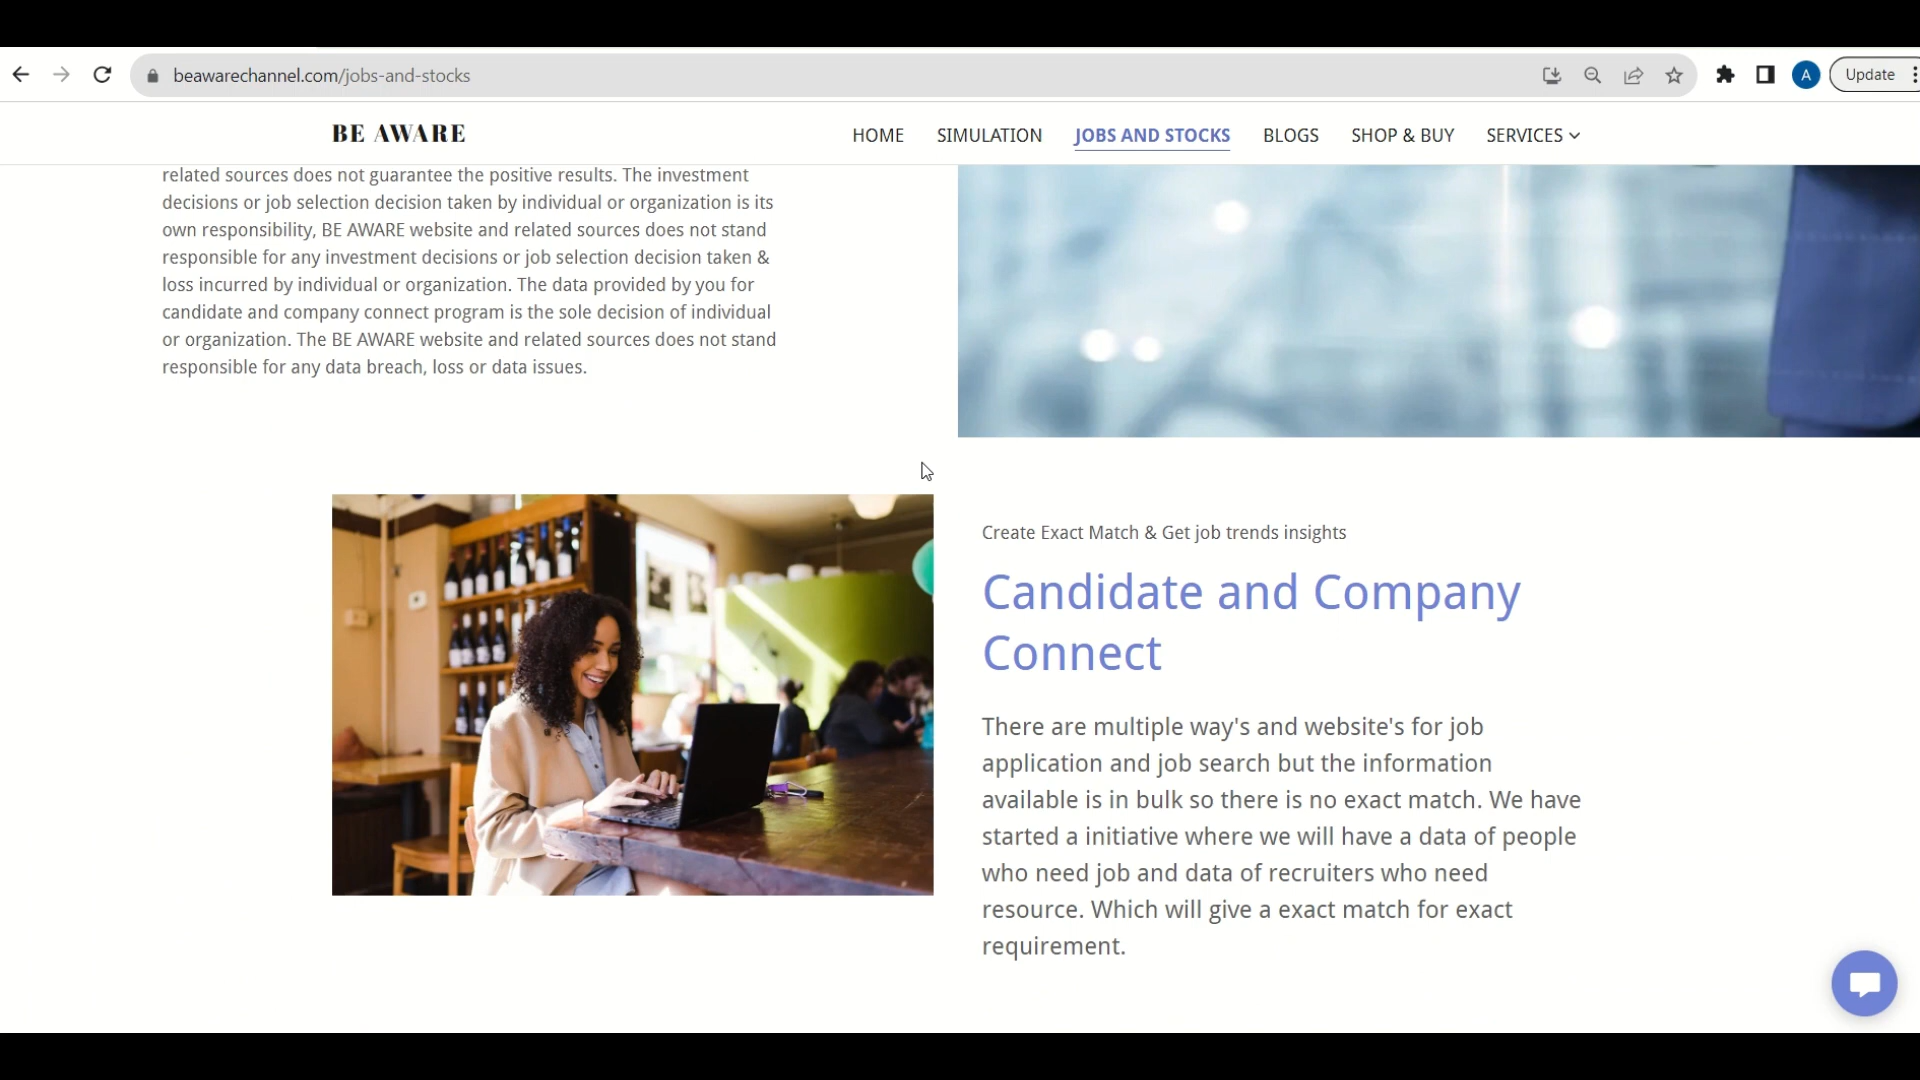 beawarechannel.com/jobs-and-stocks
A
Update
BE AWARE
HOME
SIMULATION
JOBS AND STOCKS
BLOGS
SHOP & BUY
SERVICES
related sources does not guarantee the positive results. The investment
decisions or job selection decision taken by individual or organization is its
own responsibility, BE AWARE website and related sources does not stand
responsible for any investment decisions or job selection decision taken &
loss incurred by individual or organization. The data provided by you for
candidate and company connect program is the sole decision of individual
or organization. The BE AWARE website and related sources does not stand
responsible for any data breach, loss or data issues.
Create Exact Match & Get job trends insights
Candidate and Company
Connect
There are multiple way's and website's for job
application and job search but the information
available is in bulk so there is no exact match. We have
started a initiative where we will have a data of people
who need job and data of recruiters who need
resource. Which will give a exact match for exact
requirement.